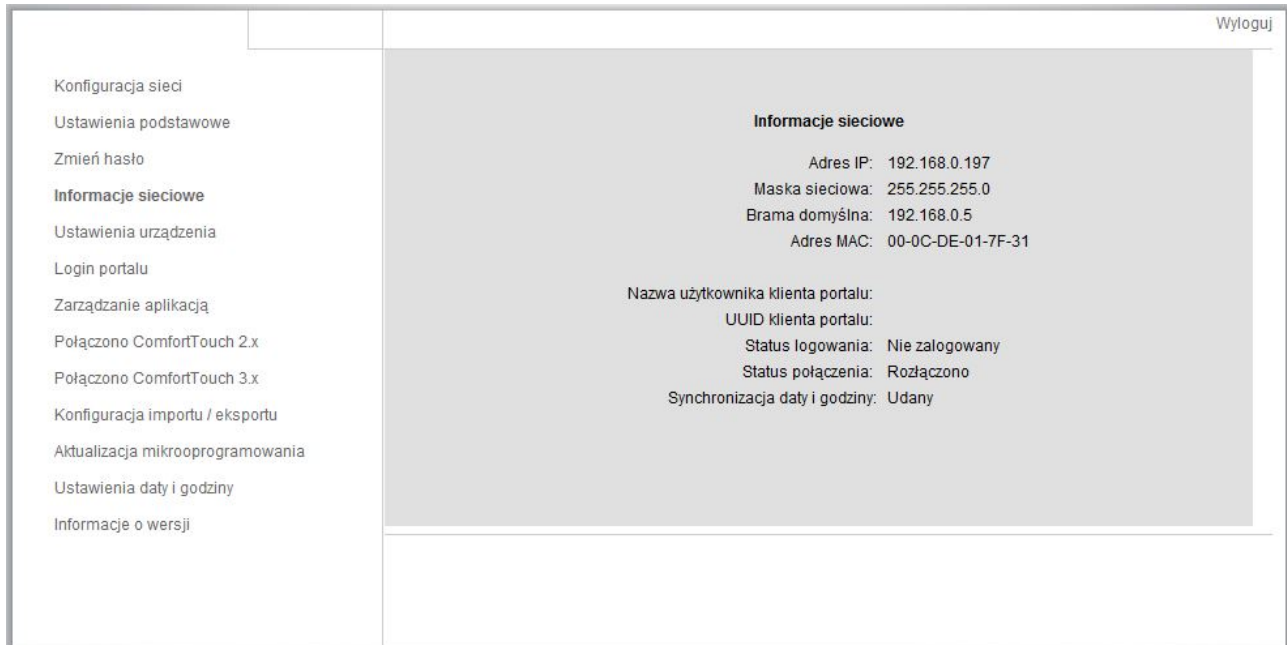 Wyloguj
Konfiguracja sieci
Ustawienia podstawowe
Zmień hasło
Informacje sieciowe
Ustawienia urządzenia
Login portalu
Zarządzanie aplikacją
Połączono ComfortTouch 2.x
Połączono ComfortTouch 3.x
Konfiguracja importu / eksportu
Aktualizacja mikrooprogramowania
Ustawienia daty i godziny
Informacje o wersji
Informacje sieciowe
Adres IP: 192.168.0.197
Maska sieciowa: 255.255.255.0
Brama domyślna: 192.168.0.5
Adres MAC: 00-0C-DE-01-7F-31
Nazwa użytkownika klienta portalu:
UUID klienta portalu:
Status logowania: Nie zalogowany
Status połączenia: Rozłączono
Synchronizacja daty i godziny: Udany